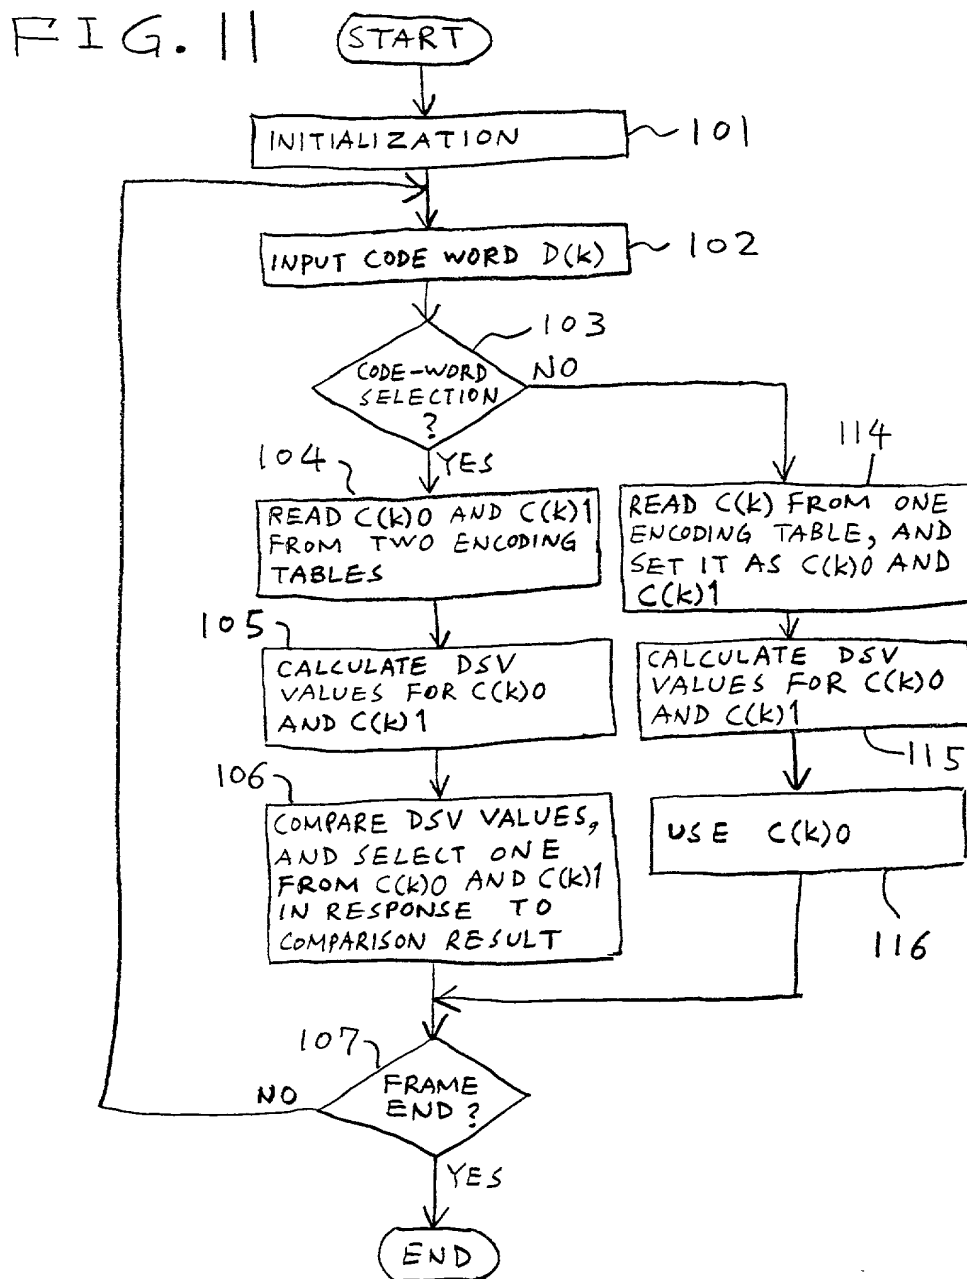 FIG. 11
START
INITIALIZATION
101
INPUT CODE WORD D(k)
102
103
CODE-WORD
SELECTION
?
NO
YES
104
READ C(k)0 AND C(k)1
FROM TWO ENCODING
TABLES
114
READ C(k) FROM ONE
ENCODING TABLE, AND
SET IT AS C(k)0 AND
C(k)1
105
CALCULATE DSV
VALUES FOR C(k)0
AND C(k)1
CALCULATE DSV
VALUES FOR C(k)0
AND C(k)1
115
106
COMPARE DSV VALUES,
AND SELECT ONE
FROM C(k)0 AND C(k)1
IN RESPONSE TO
COMPARISON RESULT
USE C(k)0
116
107
FRAME
END ?
NO
YES
END